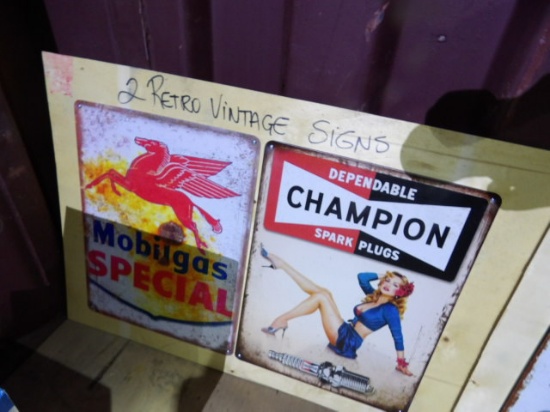 2 RETRO VINTAGE SIGNS
Mobilgas
SPECIAL
DEPENDABLE
CHAMPION
SPARK PLUGS